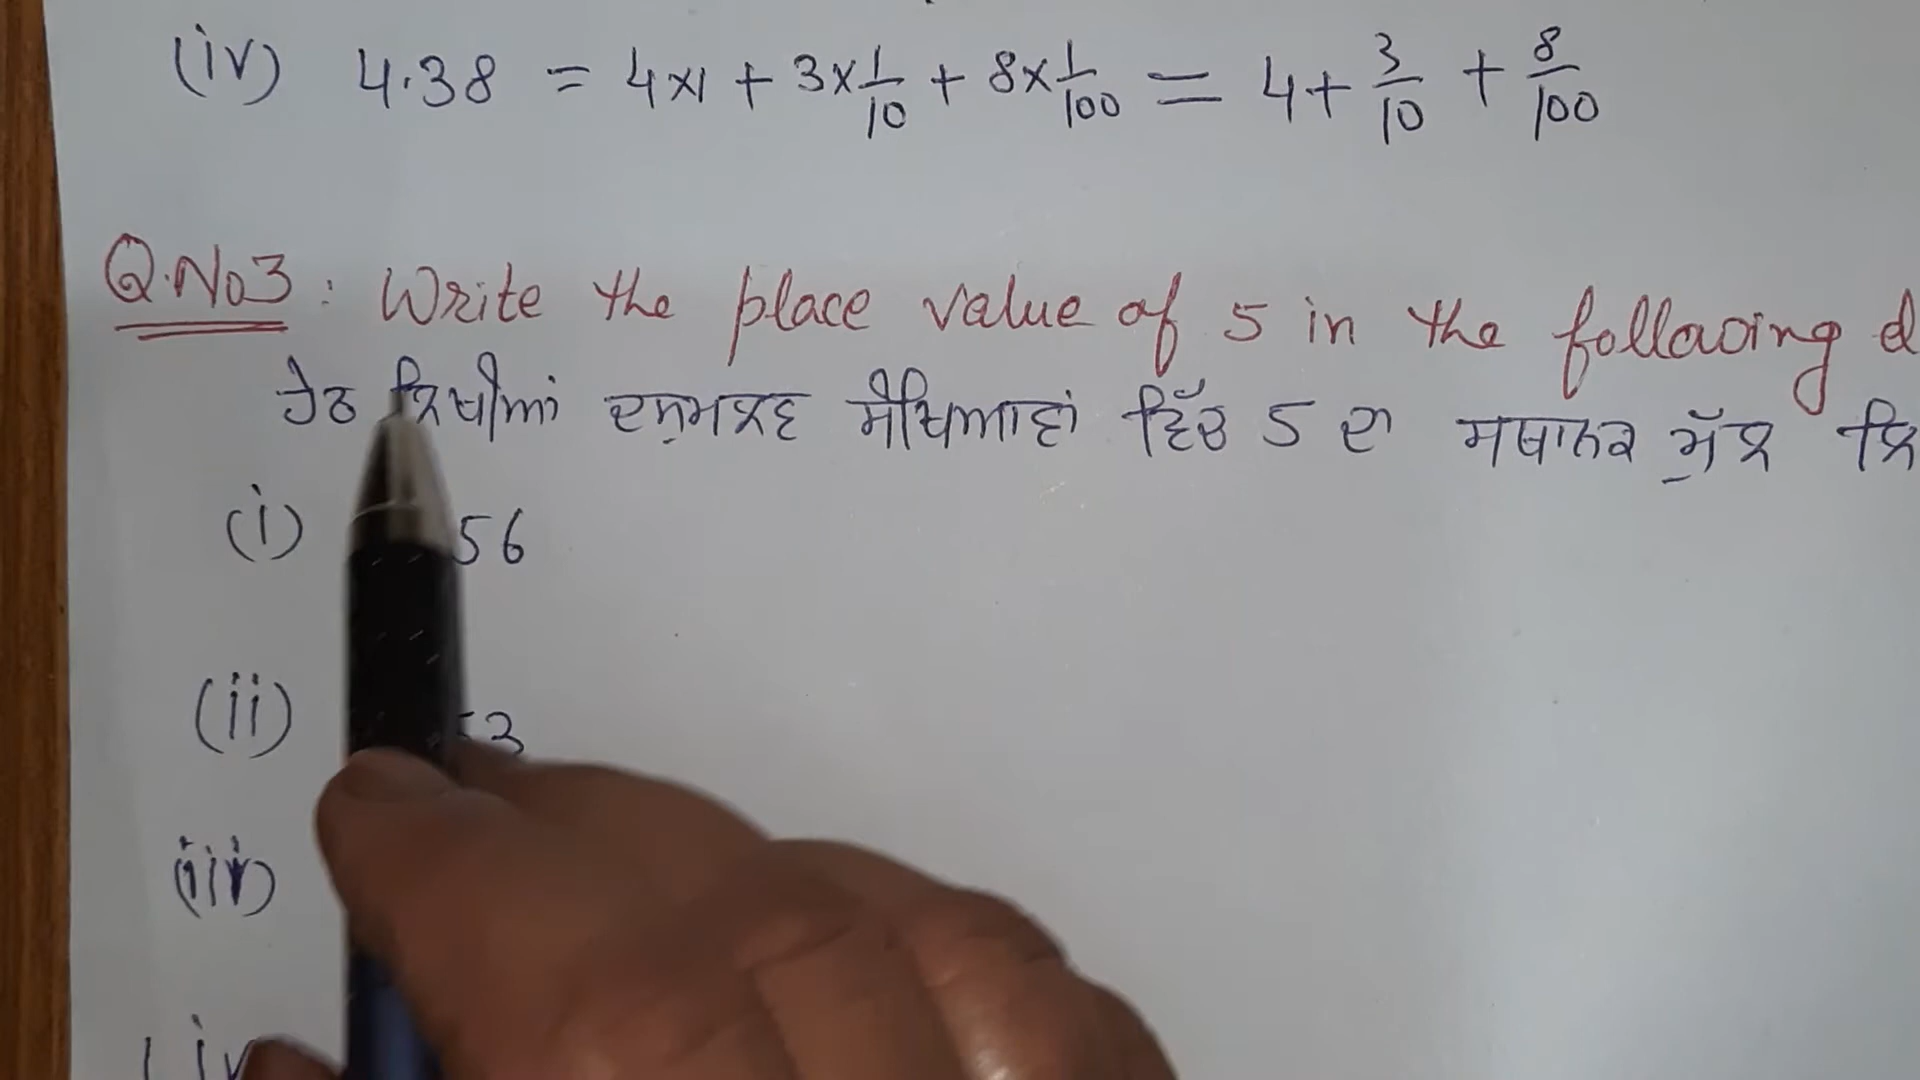 (iv) 4.38 = 4×1 + 3×1/10 + 8×1/100 = 4 + 3/10 + 8/100
Q.No3: Write the place value of 5 in the following
ਹੇਠ ਲਿਖੀਆਂ ਦਸ਼ਮਲਵ ਸੰਖਿਆਵਾਂ ਵਿੱਚ 5 ਦਾ ਸਥਾਨਕ ਮੁੱਲ
(i) 56
(ii) 53
(iii)